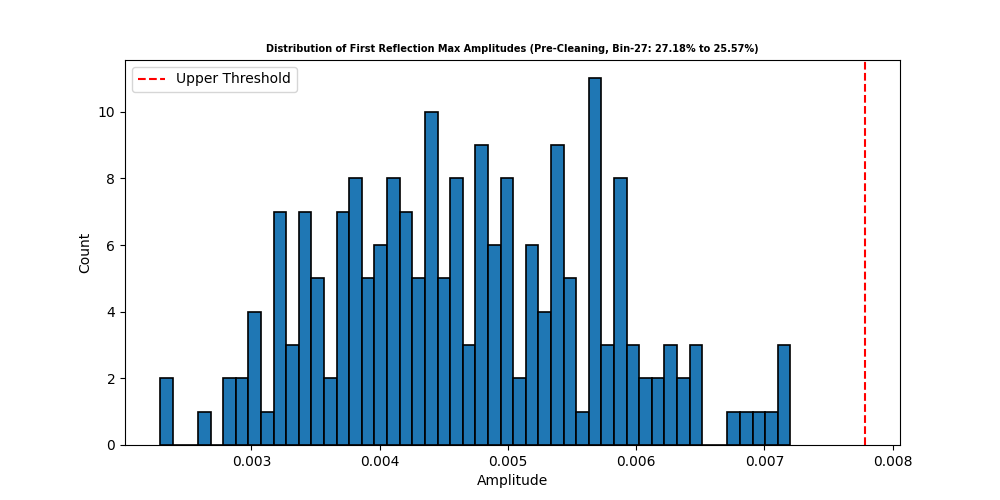 Distribution of First Reflection Max Amplitudes (Pre-Cleaning, Bin-27: 27.18% to 25.57%)
Upper Threshold
10
8
6
4
2
0
Count
0.003 0.004 0.005 0.006 0.007 0.008
Amplitude